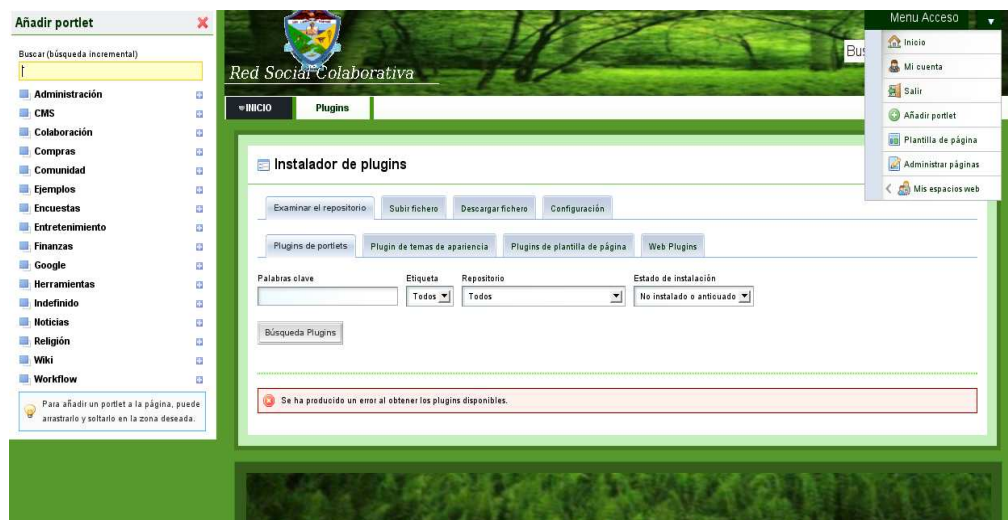 Añadir portlet
Buscar (búsqueda incremental)
Administración
CMS
Colaboración
Compras
Comunidad
Ejemplos
Encuestas
Entretenimiento
Finanzas
Google
Herramientas
Indefinido
Noticias
Religión
Wiki
Workflow
Para añadir un portlet a la página, puede
arrastrarlo y soltarlo en la zona deseada.
Red Social Colaborativa
Bus
Menu Acceso
Inicio
Mi cuenta
Salir
Añadir portlet
Plantilla de página
Administrar páginas
Mis espacios web
INICIO Plugins
Instalador de plugins
Examinar el repositorio Subir fichero Descargar fichero Configuración
Plugins de portlets Plugin de temas de apariencia Plugins de plantilla de página Web Plugins
Palabras clave Etiqueta Repositorio Estado de instalación
Todos Todos No instalado o anticuado
Búsqueda Plugins
Se ha producido un error al obtener los plugins disponibles.